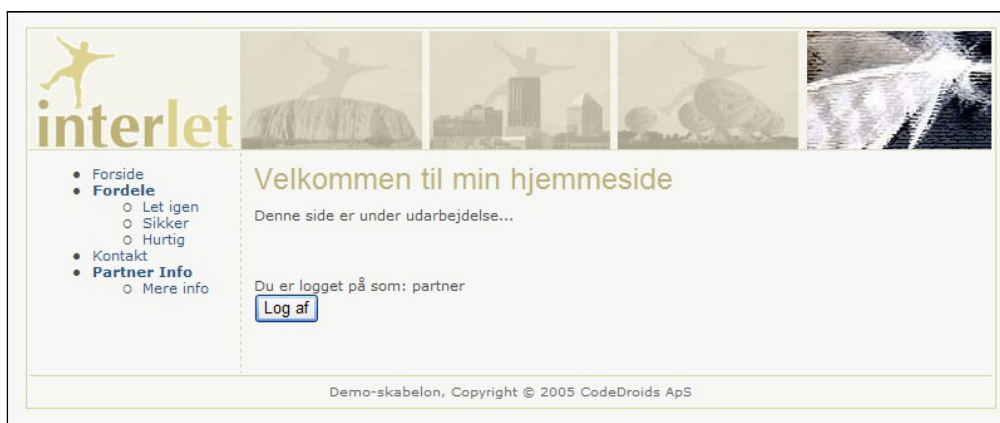 interlet
Forside
Fordele
Let igen
Sikker
Hurtig
Kontakt
Partner Info
Mere info
Velkommen til min hjemmeside
Denne side er under udarbejdelse...
Du er logget på som: partner
Log af
Demo-skabelon, Copyright © 2005 CodeDroids ApS